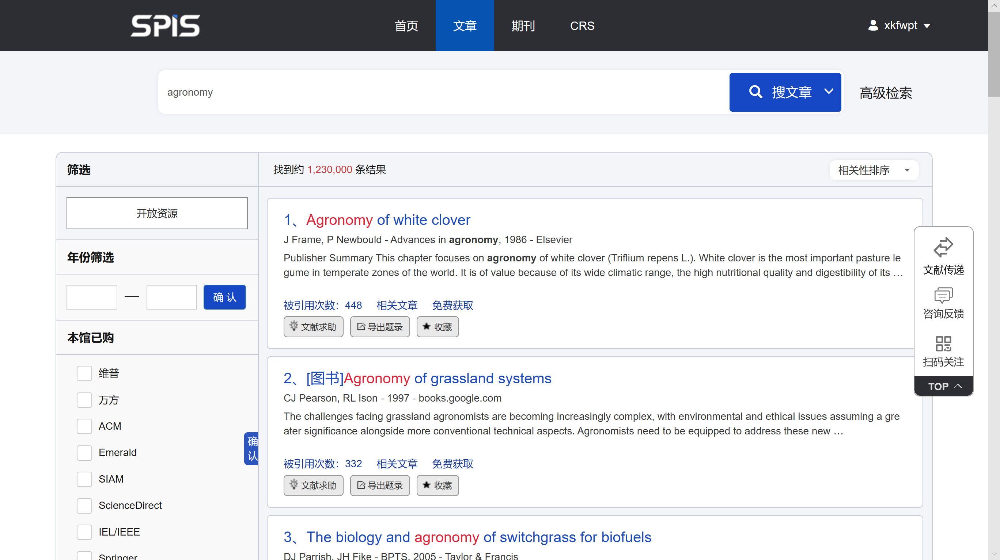 SPIS
首页 文章 期刊 CRS
xkfwpt
agronomy
搜文章
高级检索
筛选
找到约 1,230,000 条结果
相关性排序
开放资源
年份筛选
— 确 认
本馆已购
维普
万方
ACM
Emerald
SIAM
ScienceDirect
IEL/IEEE
Springer
确
认
1、Agronomy of white clover
J Frame, P Newbould - Advances in agronomy, 1986 - Elsevier
Publisher Summary This chapter focuses on agronomy of white clover (Triflium repens L.). White clover is the most important pasture le
gume in temperate zones of the world. It is of value because of its wide climatic range, the high nutritional quality and digestibility of its …
被引用次数：448 相关文章 免费获取
文献求助 导出题录 收藏
2、[图书]Agronomy of grassland systems
CJ Pearson, RL Ison - 1997 - books.google.com
The challenges facing grassland agronomists are becoming increasingly complex, with environmental and ethical issues assuming a gre
ater significance alongside more conventional technical aspects. Agronomists need to be equipped to address these new …
被引用次数：332 相关文章 免费获取
文献求助 导出题录 收藏
3、The biology and agronomy of switchgrass for biofuels
DJ Parrish, JH Fike - BPTS, 2005 - Taylor & Francis
文献传递
咨询反馈
扫码关注
TOP